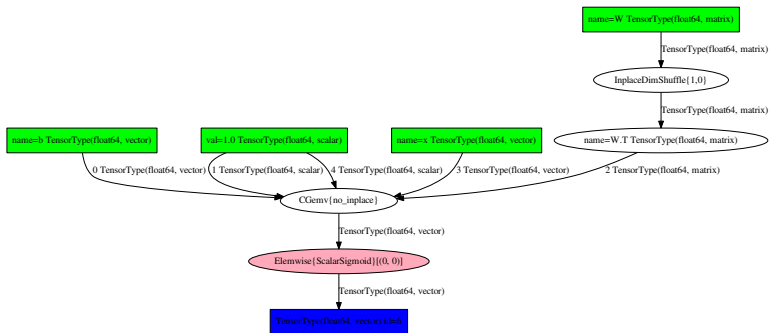 name=W TensorType(float64, matrix)
TensorType(float64, matrix)
InplaceDimShuffle{1,0}
TensorType(float64, matrix)
name=b TensorType(float64, vector)
val=1.0 TensorType(float64, scalar)
name=x TensorType(float64, vector)
name=W.T TensorType(float64, matrix)
0 TensorType(float64, vector)
1 TensorType(float64, scalar)
4 TensorType(float64, scalar)
3 TensorType(float64, vector)
2 TensorType(float64, matrix)
CGemv{no_inplace}
TensorType(float64, vector)
Elemwise{ScalarSigmoid}[(0, 0)]
TensorType(float64, vector)
TensorType(float64, vector)